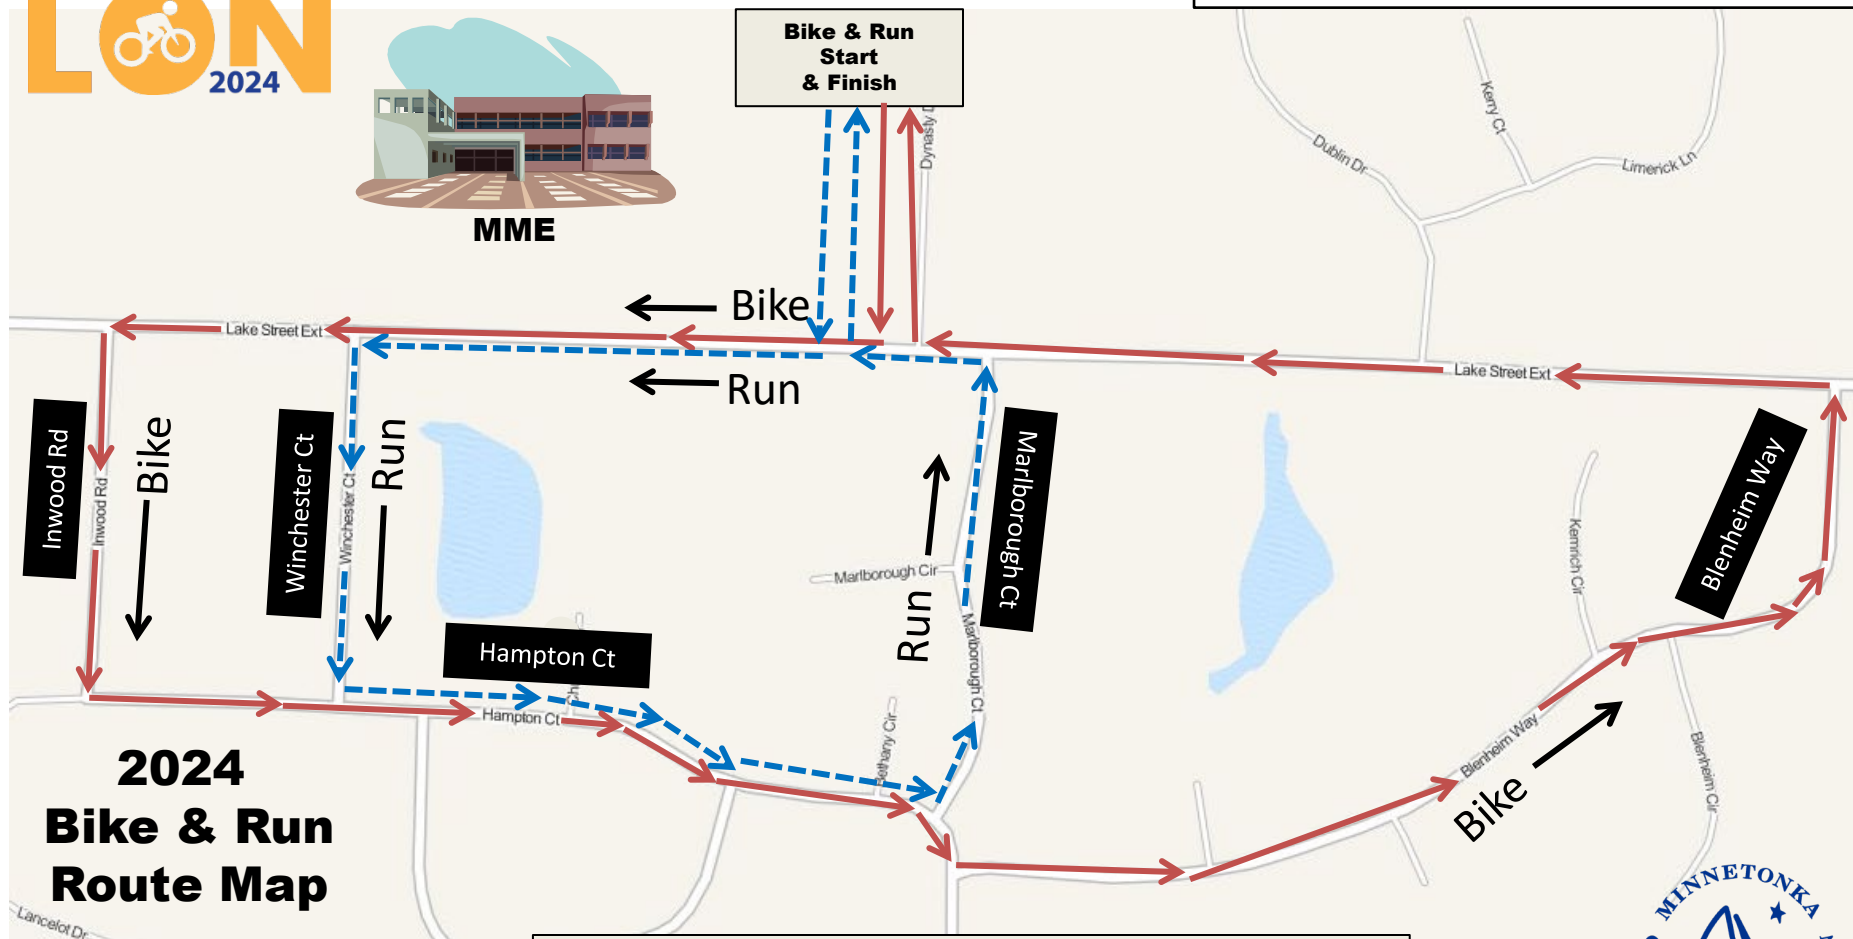 LON
2024
Bike & Run
Start
& Finish
MME
Dynasty
Kerry Ct
Dublin Dr
Limerick Ln
Bike
Lake Street Ext
Run
Lake Street Ext
Inwood Rd
Inwood Rd
Bike
Winchester Ct
Winchester Ct
Run
Marlborough Ct
Marlborough Cir
Run
Marlborough Ct
Kemrich Cir
Blenheim Way
Hampton Ct
Hampton Ct
Bethany Cir
Blenheim Way
Bike
Blenheim Cir
2024
Bike & Run
Route Map
Lancelot Dr
MINNETONKA